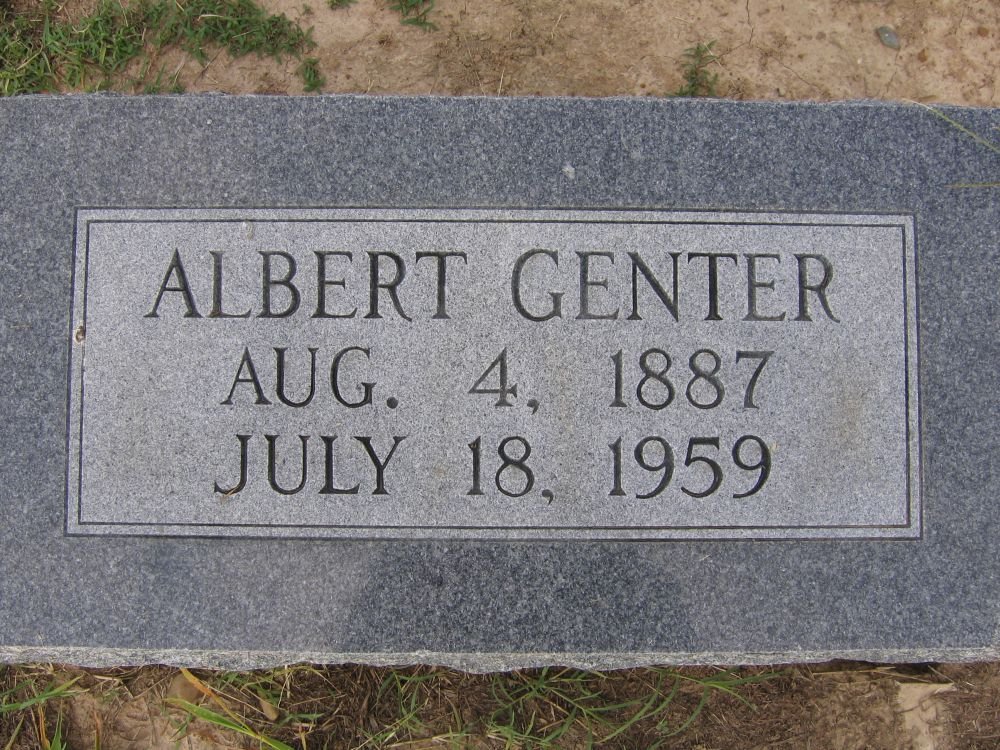 ALBERT GENTER
AUG. 4, 1887
JULY 18, 1959